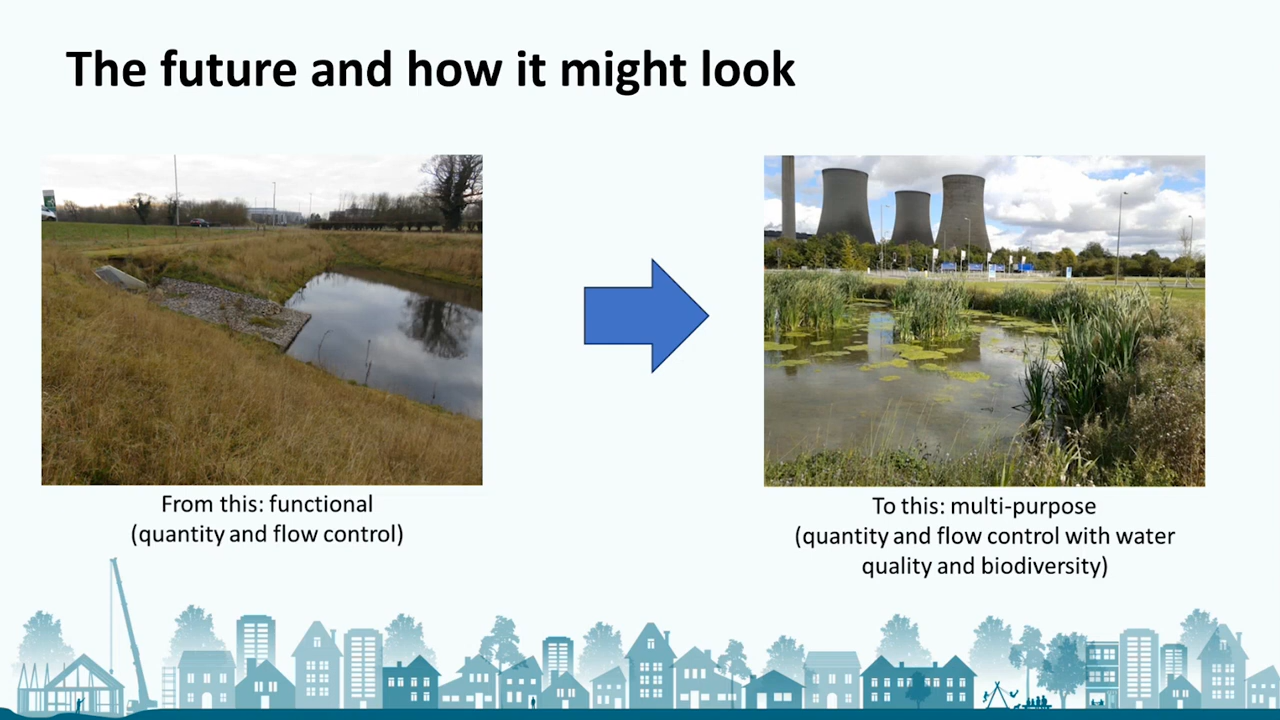 The future and how it might look
From this: functional
(quantity and flow control)
To this: multi-purpose
(quantity and flow control with water
quality and biodiversity)